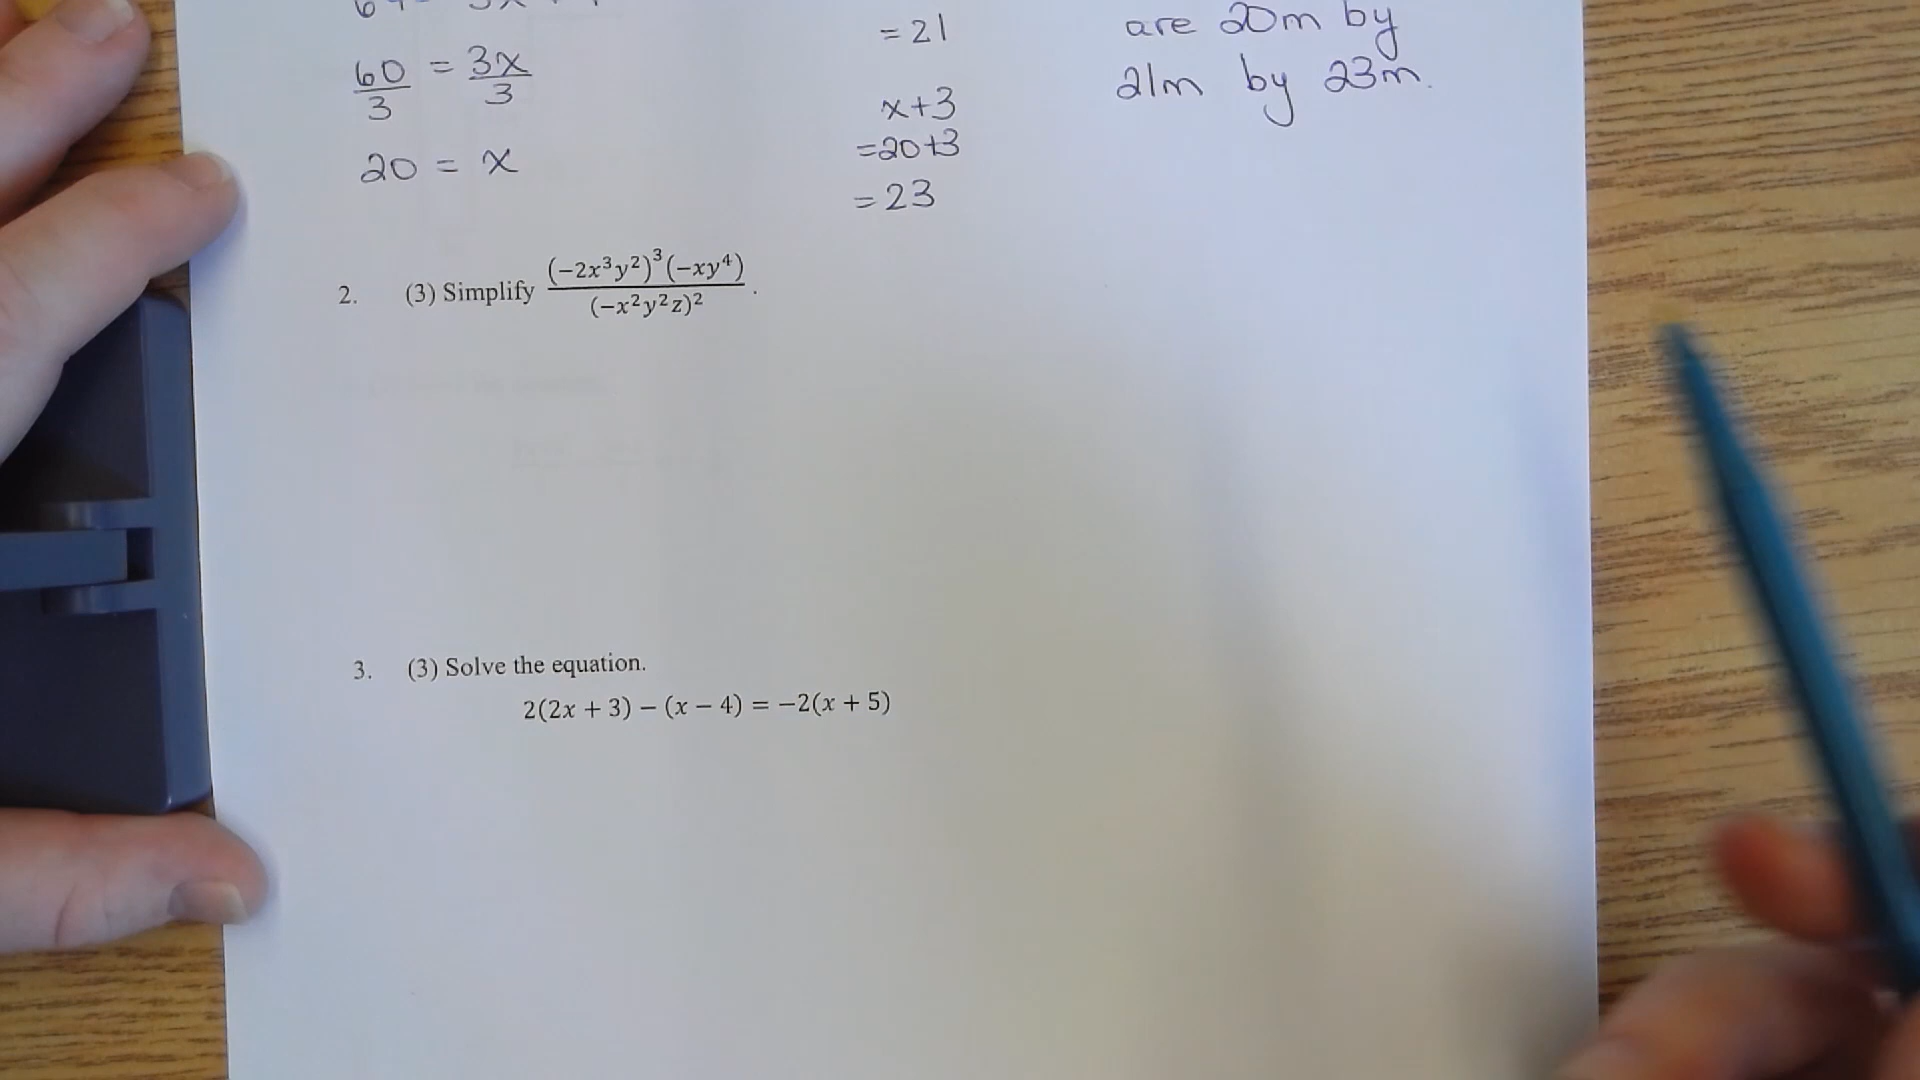 60/3 = 3x/3
20 = x
= 21
x+3
=20+3
= 23
are 20m by
21m by 23m.
2. (3) Simplify (−2x³y²)³(−xy⁴)/(−x²y²z)².
3. (3) Solve the equation.
2(2x + 3) − (x − 4) = −2(x + 5)